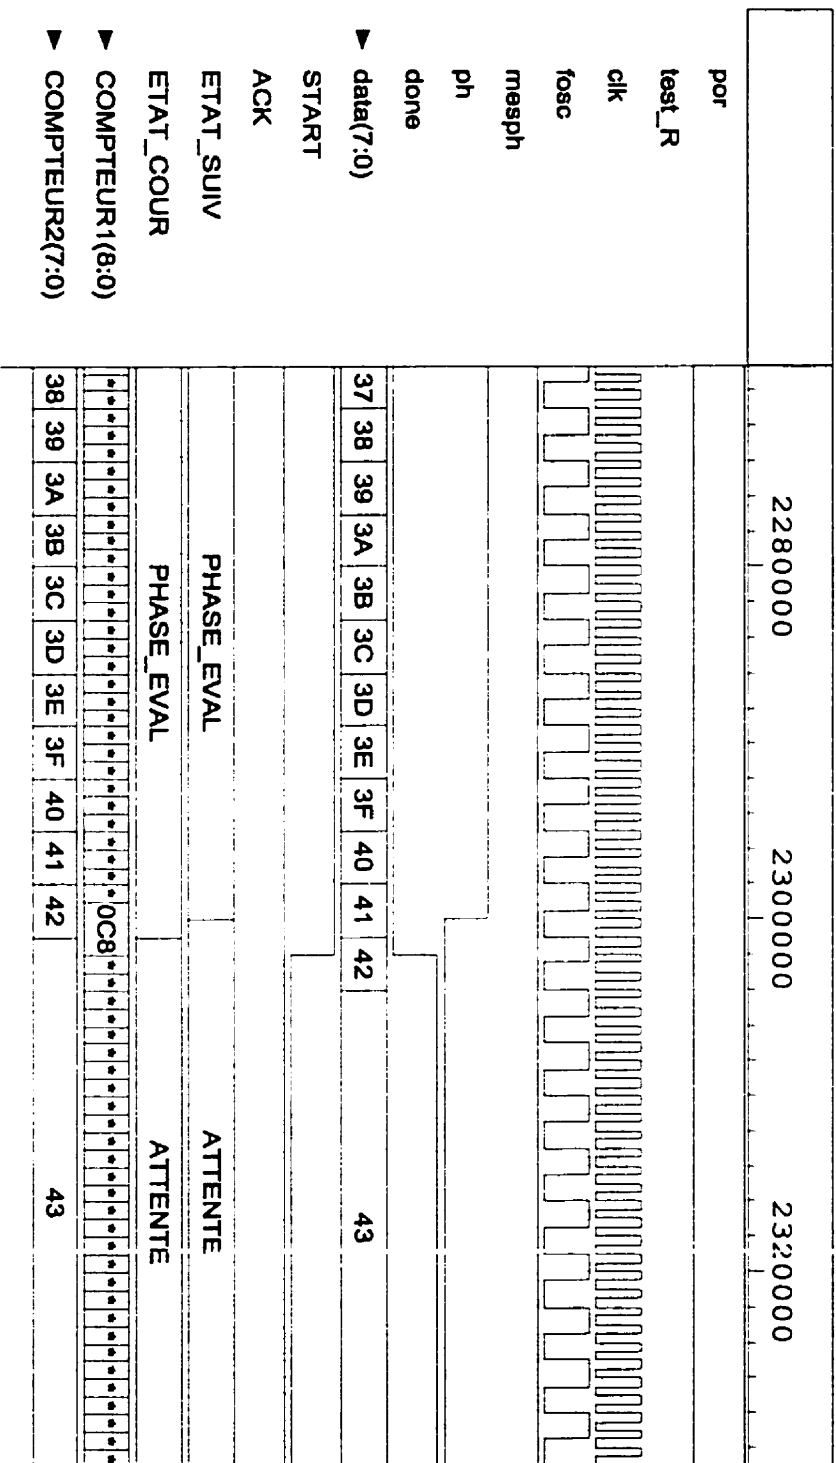 2280000 2300000 2320000
por
test_R
clk
fosc
mesph
ph
done
▶ data(7:0) 37 38 39 3A 3B 3C 3D 3E 3F 40 41 42 43
START
ACK
ETAT_SUIV PHASE_EVAL ATTENTE
ETAT_COUR PHASE_EVAL ATTENTE
▶ COMPTEUR1(8:0) * * * * * * * * * * * * * * * * * * * * * * * * * * * * * * 0C8 * * * * * * * * * * * * * * * * * * * * * * * * * * * * *
▶ COMPTEUR2(7:0) 38 39 3A 3B 3C 3D 3E 3F 40 41 42 43